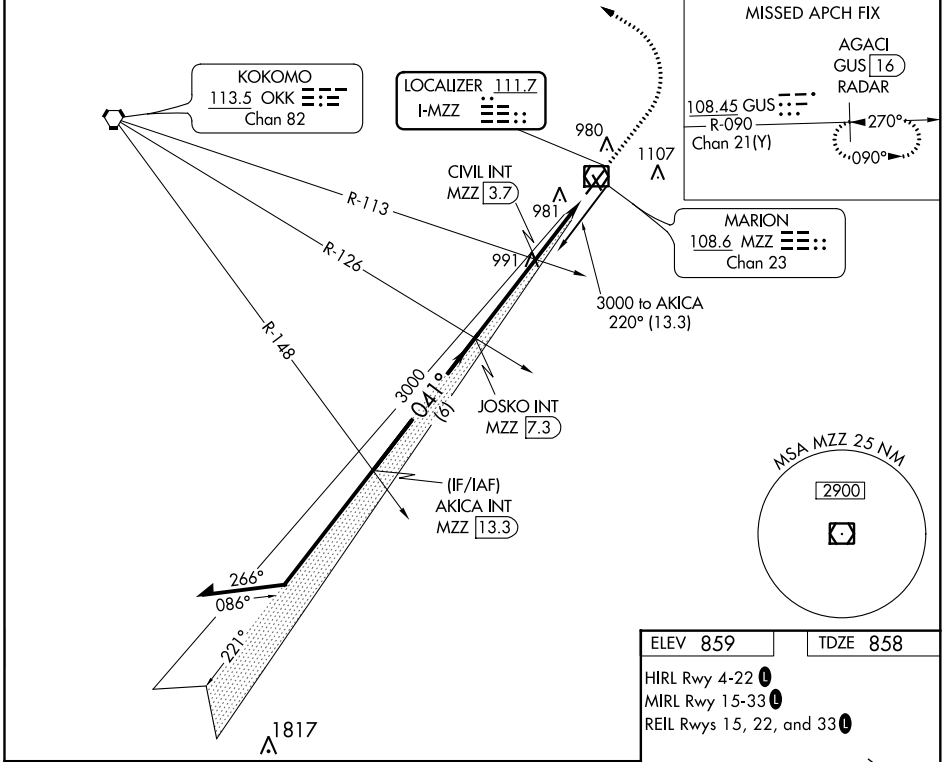 MISSED APCH FIX
AGACI
GUS 16
RADAR
108.45 GUS
R-090
Chan 21(Y)
270°
090°
KOKOMO
113.5 OKK
Chan 82
LOCALIZER 111.7
I-MZZ
980
1107
CIVIL INT
MZZ 3.7
981
991
R-113
R-126
R-148
MARION
108.6 MZZ
Chan 23
3000 to AKICA
220° (13.3)
3000
041°
(6)
JOSKO INT
MZZ 7.3
(IF/IAF)
AKICA INT
MZZ 13.3
MSA MZZ 25 NM
2900
266°
086°
221°
1817
ELEV 859
TDZE 858
HIRL Rwy 4-22 L
MIRL Rwy 15-33 L
REIL Rwys 15, 22, and 33 L